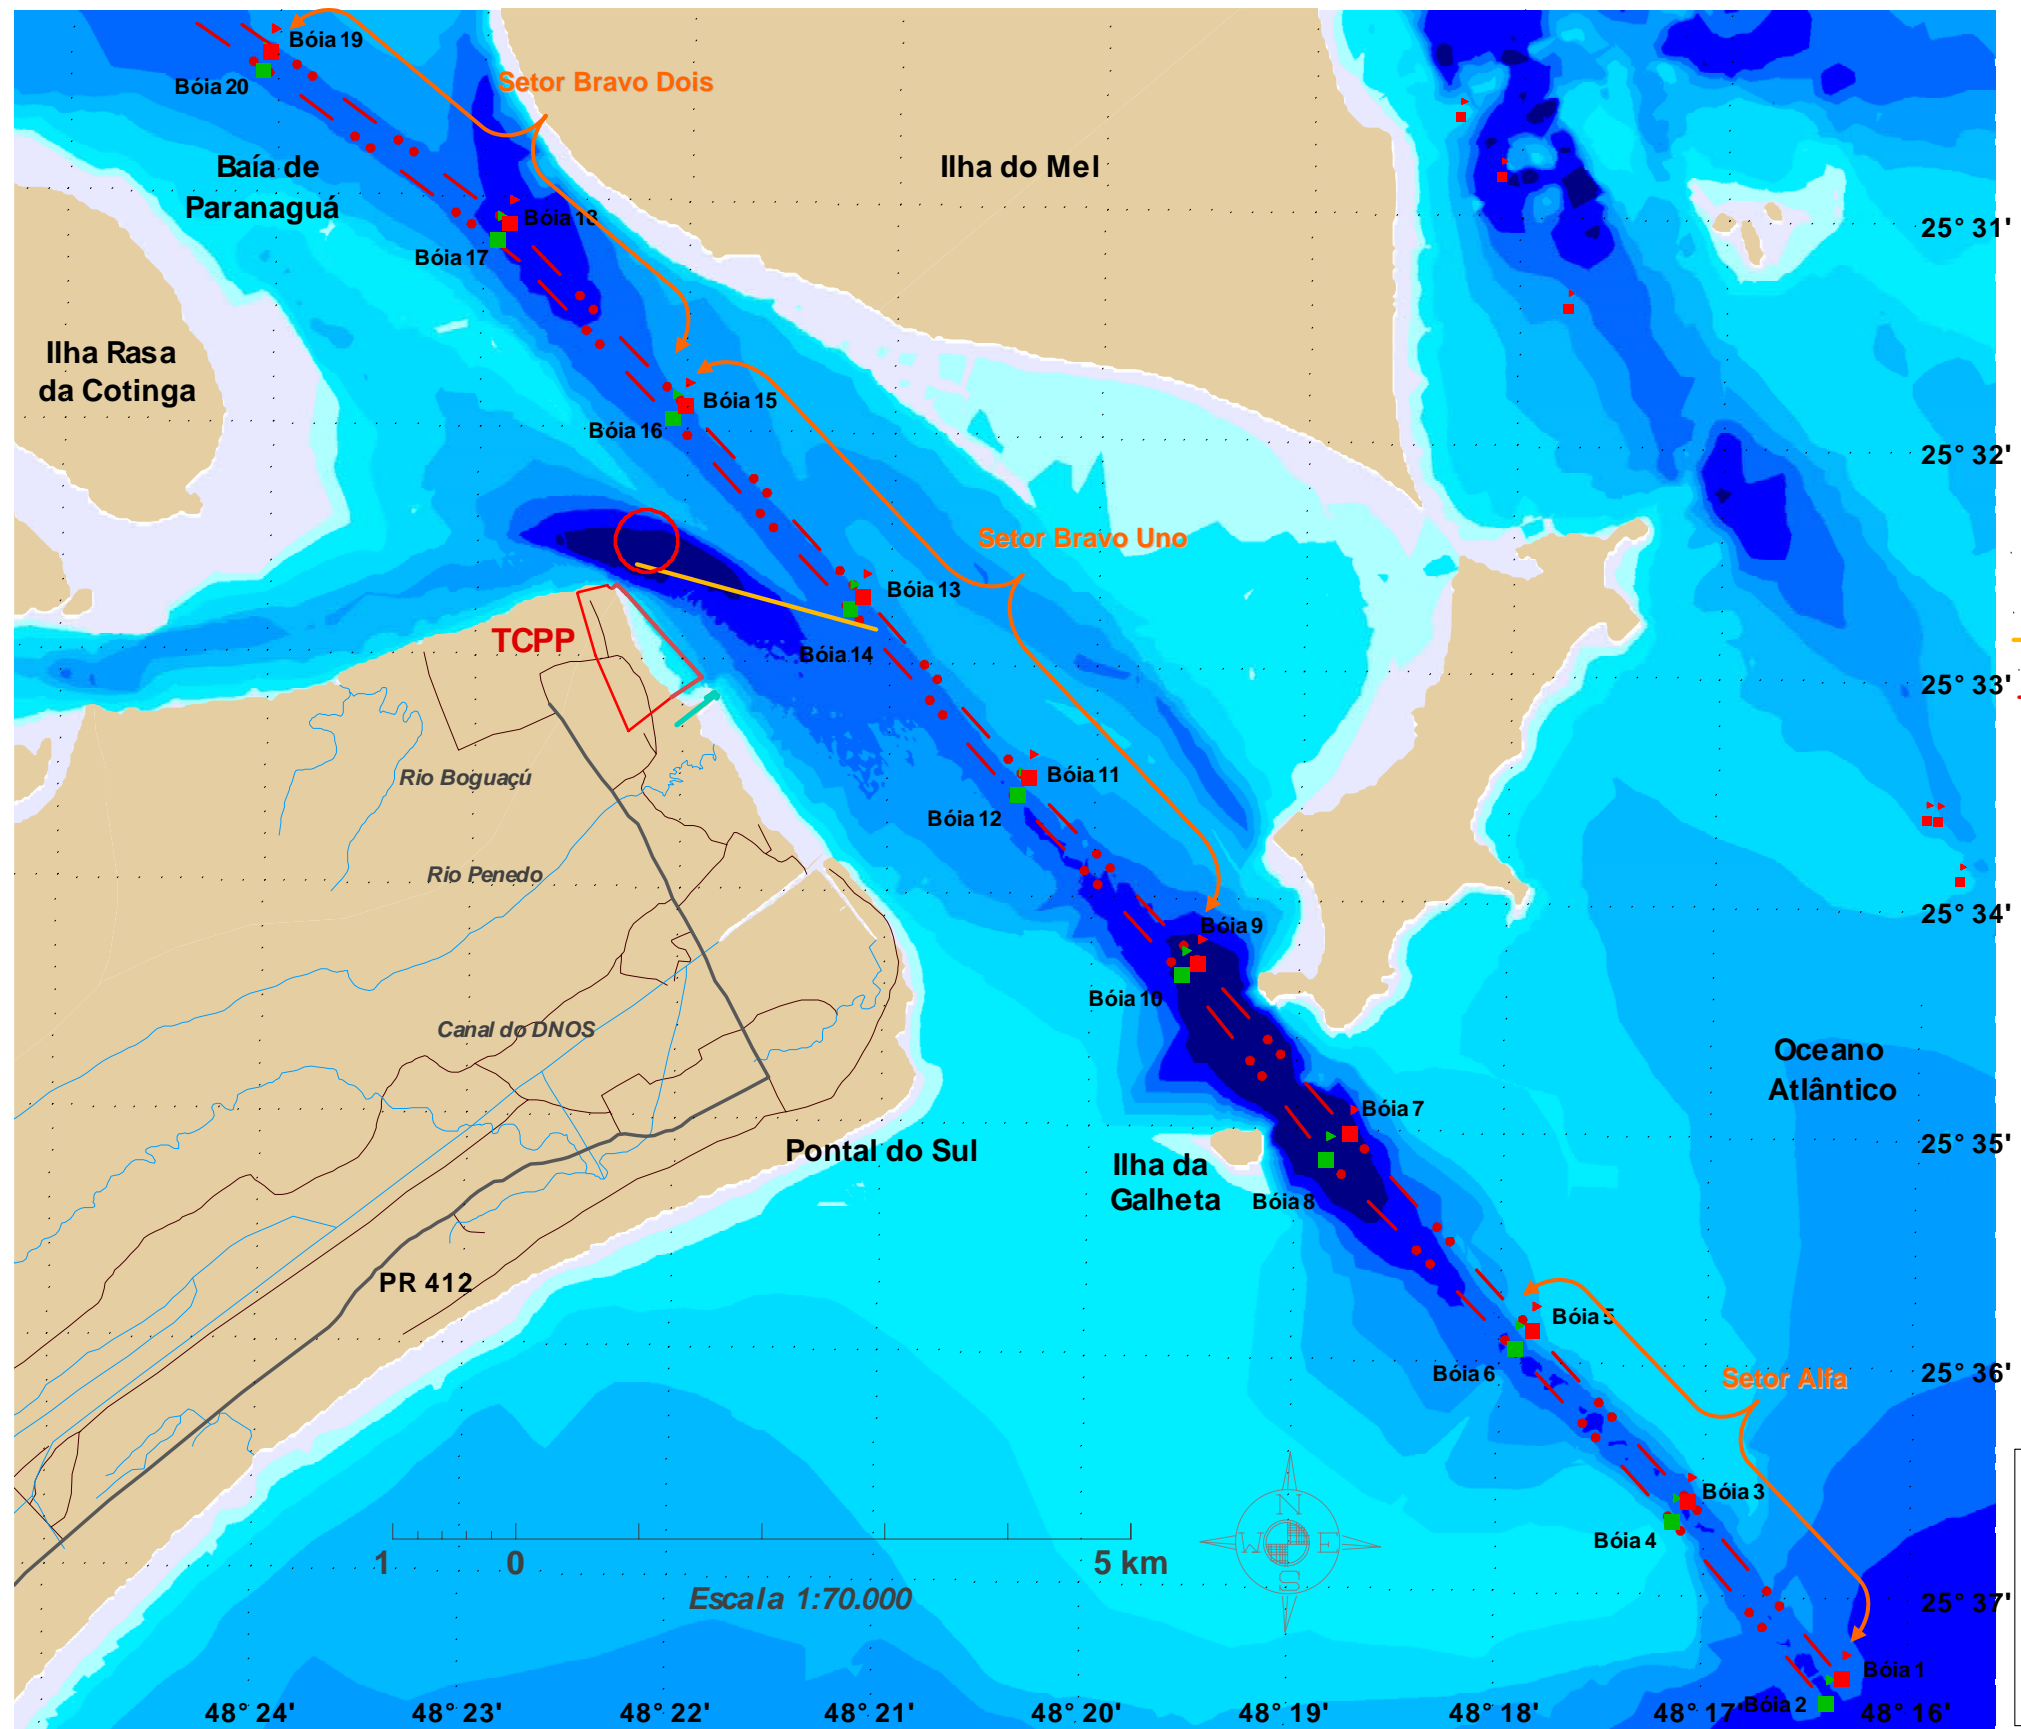 Bóia 19
Setor Bravo Dois
Bóia 20
Baía de
Paranaguá
Ilha do Mel
Bóia 18
25° 31'
Bóia 17
Ilha Rasa
da Cotinga
Bóia 15
Bóia 16
25° 32'
Setor Bravo Uno
Bóia 13
TCPP
Bóia 14
25° 33'
Rio Boguaçú
Bóia 11
Bóia 12
Rio Penedo
25° 34'
Bóia 9
Bóia 10
Canal do DNOS
Oceano
Atlântico
Bóia 7
25° 35'
Pontal do Sul
Ilha da
Galheta
Bóia 8
PR 412
Bóia 5
Bóia 6
25° 36'
Setor Alfa
Bóia 3
N
W E
S
Bóia 4
1 0 5 km
Escala 1:70.000
25° 37'
Bóia 1
Bóia 2
48° 24' 48° 23' 48° 22' 48° 21' 48° 20' 48° 19' 48° 18' 48° 17' 48° 16'